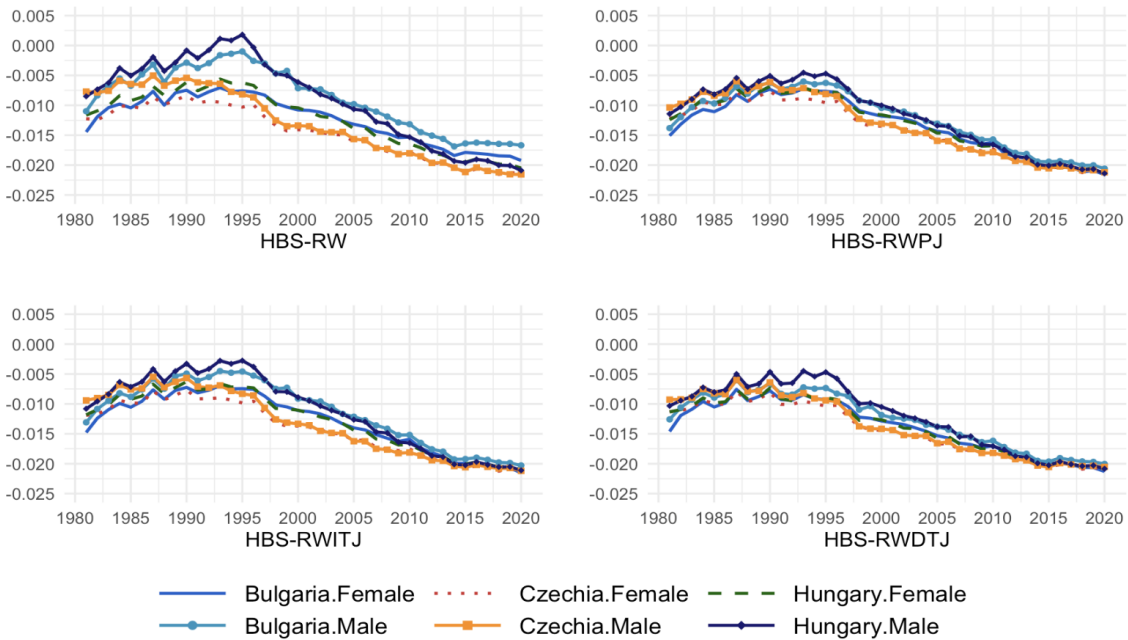 0.005
0.000
-0.005
-0.010
-0.015
-0.020
-0.025
1980 1985 1990 1995 2000 2005 2010 2015 2020
HBS-RW
0.005
0.000
-0.005
-0.010
-0.015
-0.020
-0.025
1980 1985 1990 1995 2000 2005 2010 2015 2020
HBS-RWPJ
0.005
0.000
-0.005
-0.010
-0.015
-0.020
-0.025
1980 1985 1990 1995 2000 2005 2010 2015 2020
HBS-RWITJ
0.005
0.000
-0.005
-0.010
-0.015
-0.020
-0.025
1980 1985 1990 1995 2000 2005 2010 2015 2020
HBS-RWDTJ
Bulgaria.Female Czechia.Female Hungary.Female
Bulgaria.Male Czechia.Male Hungary.Male